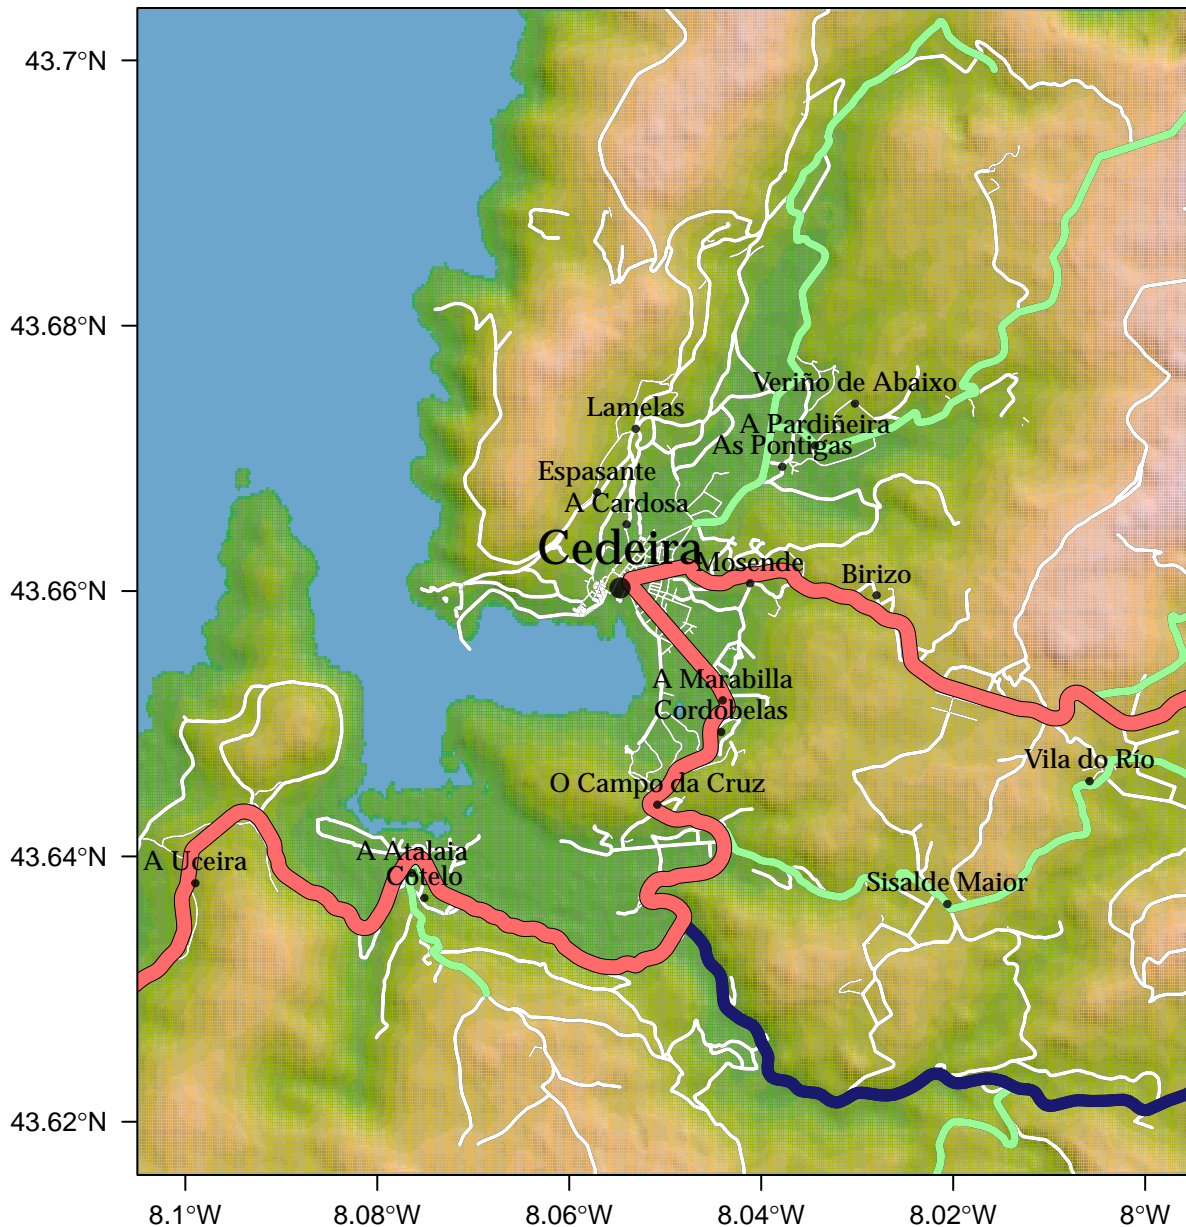 43.7°N
43.68°N
Veriño de Abaixo
Lamelas
A Pardiñeira
As Pontigas
Espasante
A Cardosa
Cedeira
Mosende
43.66°N
Birizo
A Marabilla
Cordobelas
Vila do Río
O Campo da Cruz
43.64°N
A Uceira
A Atalaia
Cotelo
Sisalde Maior
43.62°N
8.1°W
8.08°W
8.06°W
8.04°W
8.02°W
8°W